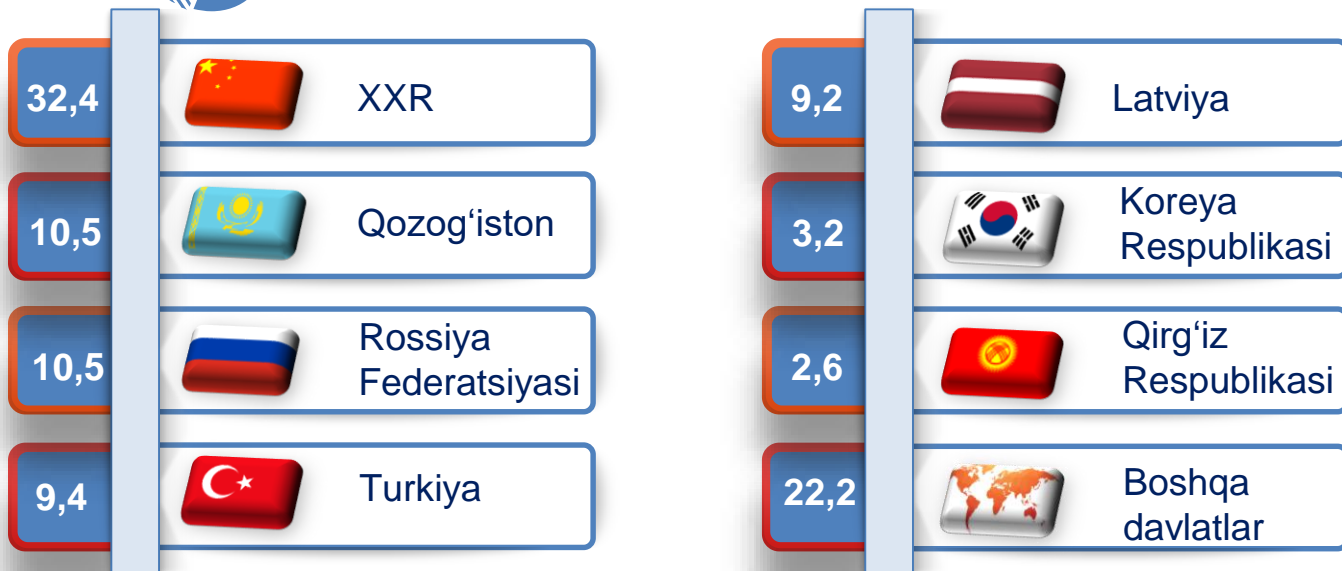 32,4
XXR
10,5
Qozog‘iston
10,5
Rossiya
Federatsiyasi
9,4
Turkiya
9,2
Latviya
3,2
Koreya
Respublikasi
2,6
Qirg‘iz
Respublikasi
22,2
Boshqa
davlatlar